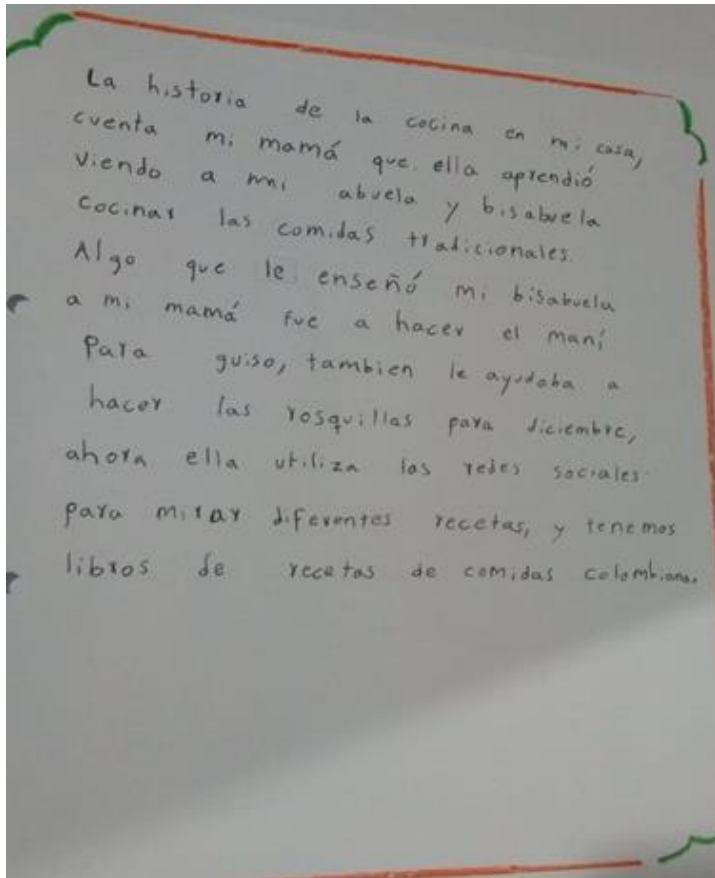 La historia de la cocina en mi casa,
cuenta mi mamá que ella aprendió
viendo a mi abuela y bisabuela
cocinar las comidas tradicionales.
Algo que le enseñó mi bisabuela
a mi mamá fue a hacer el maní
Para guiso, tambien le ayudaba a
hacer las rosquillas para diciembre,
ahora ella utiliza las redes sociales
para mirar diferentes recetas, y tenemos
libros de recetas de comidas colombiana.